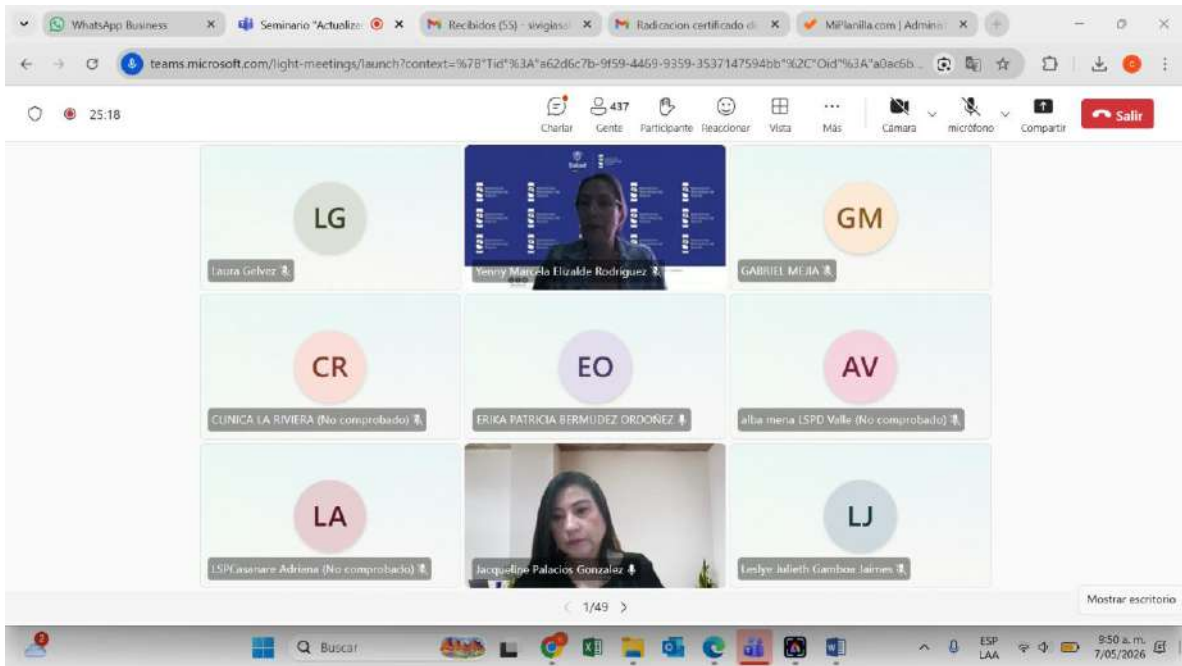 WhatsApp Business
Seminario "Actualiza
Recibidos (55) - sivigiasa
Radicacion certificado d
MiPlanilla.com | Admina
teams.microsoft.com/light-meetings/launch?context=%7B"Tid"%3A"a62d6c7b-9f59-4469-9359-3537147594bb"%2C"Oid"%3A"a0ac6b...
25:18
Charlar
437
Gente
Participante
Reaccionar
Vista
Más
Cámara
micrófono
Compartir
Salir
LG
Laura Gelvez
Salud
Yenny Marcela Elizalde Rodriguez
GM
GABRIEL MEJIA
CR
CLINICA LA RIVIERA (No comprobado)
EO
ERIKA PATRICIA BERMUDEZ ORDOÑEZ
AV
alba mena LSPD Valle (No comprobado)
LA
LSPCasanare Adriana (No comprobado)
Jacqueline Palacios Gonzalez
LJ
Leslye Julieth Gamboa Jaimes
1/49
Mostrar escritorio
2
Buscar
ESP
LAA
9:50 a. m.
7/05/2026